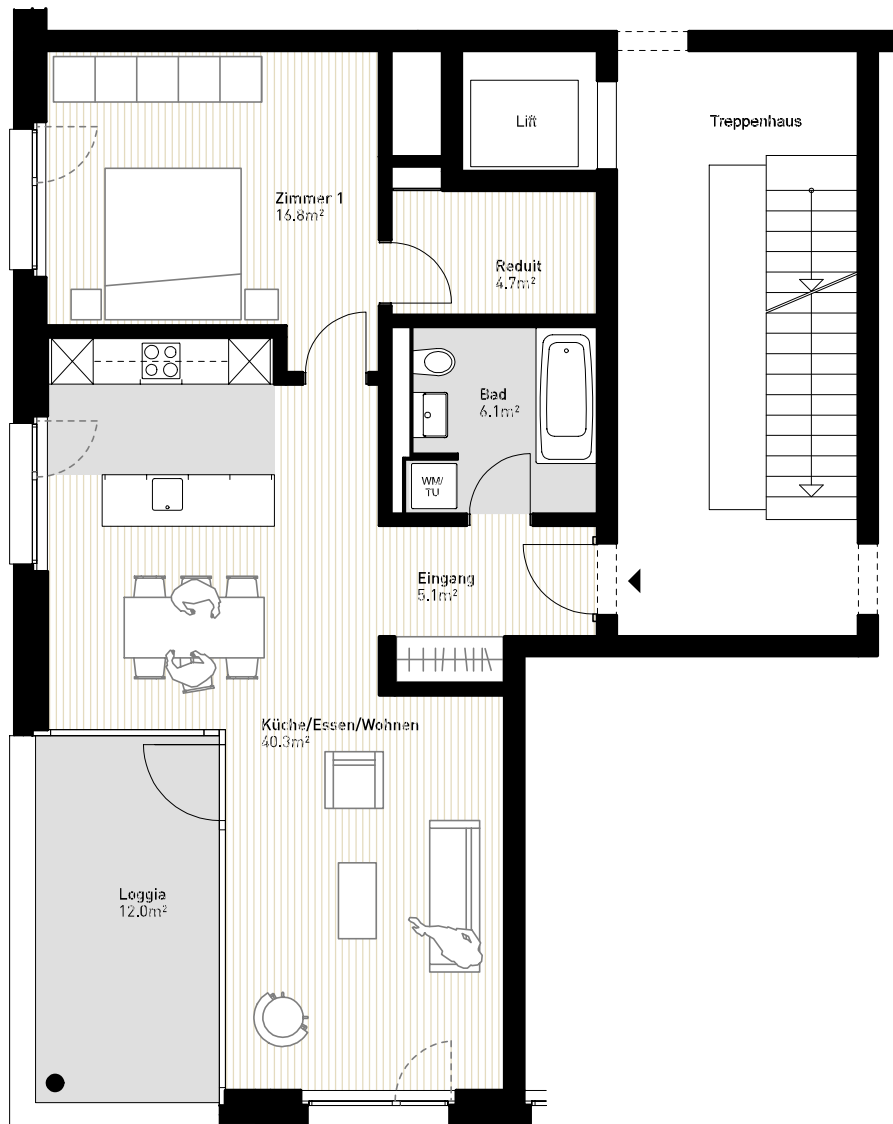 Lift
Treppenhaus
Zimmer 1
16.8m²
Reduit
4.7m²
Bad
6.1m²
WM/
TU
Eingang
5.1m²
Küche/Essen/Wohnen
40.3m²
Loggia
12.0m²